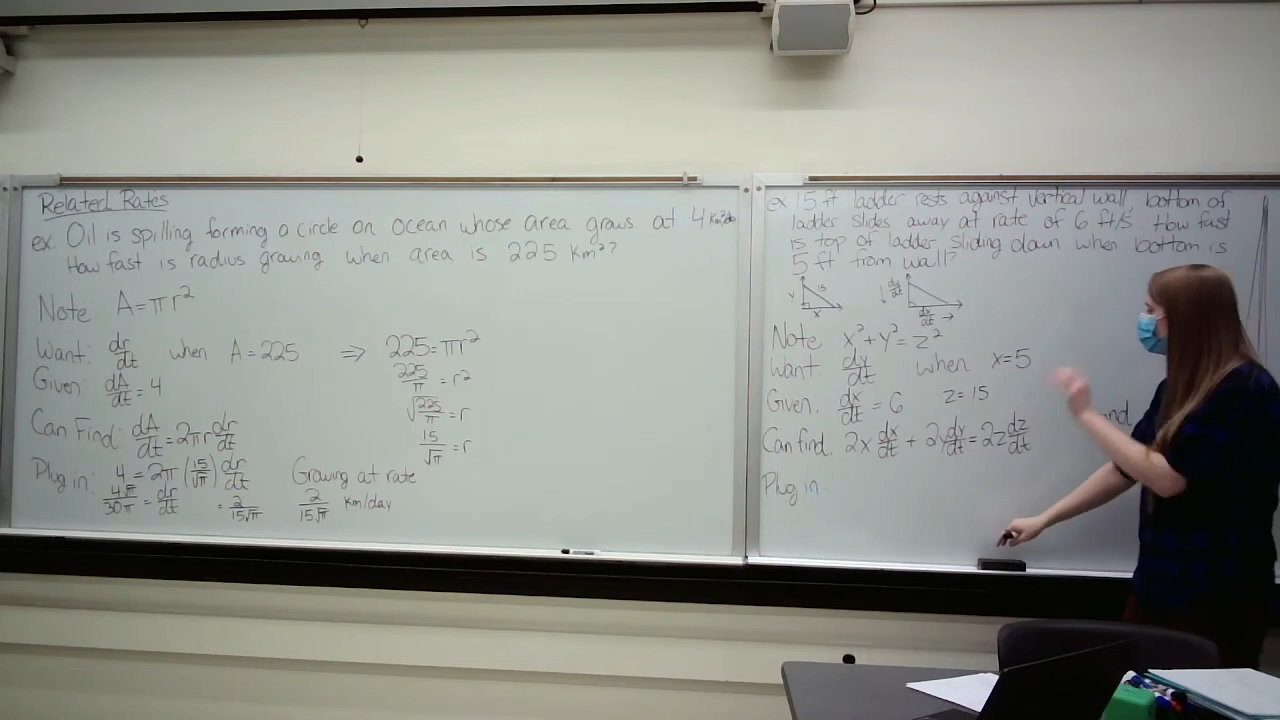 Related Rates
ex. Oil is spilling forming a circle on ocean whose area grows at 4
How fast is radius growing when area is 225 Km²?
Note: A=πr²
Want: dr/dt when A=225 ⇒ 225=πr²
225/π = r²
Given: dA/dt = 4
√225/π = r
15/√π = r
Can Find: dA/dt = 2πr dr/dt
Plug in: 4 = 2π (15/√π) dr/dt
4√π/30π = dr/dt = 2/15√π
Growing at rate
2/15√π km/day
ex 15 ft ladder rests against vertical wall, bottom of
ladder slides away at rate of 6 ft/s. How fast
is top of ladder sliding down when bottom is
5 ft from wall?
Y 15 x
↓ dy/dt dx/dt →
Note x²+y²=z²
Want: dy/dt when x=5
Given: dx/dt = 6 z=15
and
Can find: 2x dx/dt + 2y dy/dt = 2z dz/dt
Plug in: